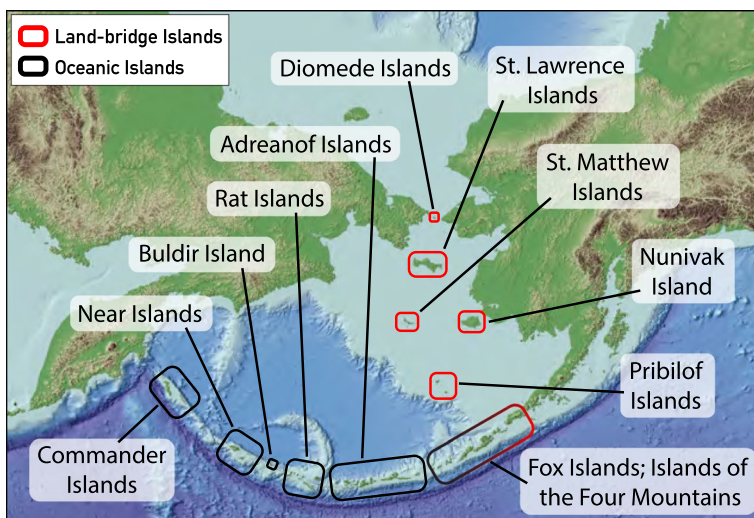 Land-bridge Islands
Oceanic Islands
Diomede Islands
St. Lawrence
Islands
Adreanof Islands
St. Matthew
Islands
Rat Islands
Buldir Island
Nunivak
Island
Near Islands
Pribilof
Islands
Commander
Islands
Fox Islands; Islands of
the Four Mountains